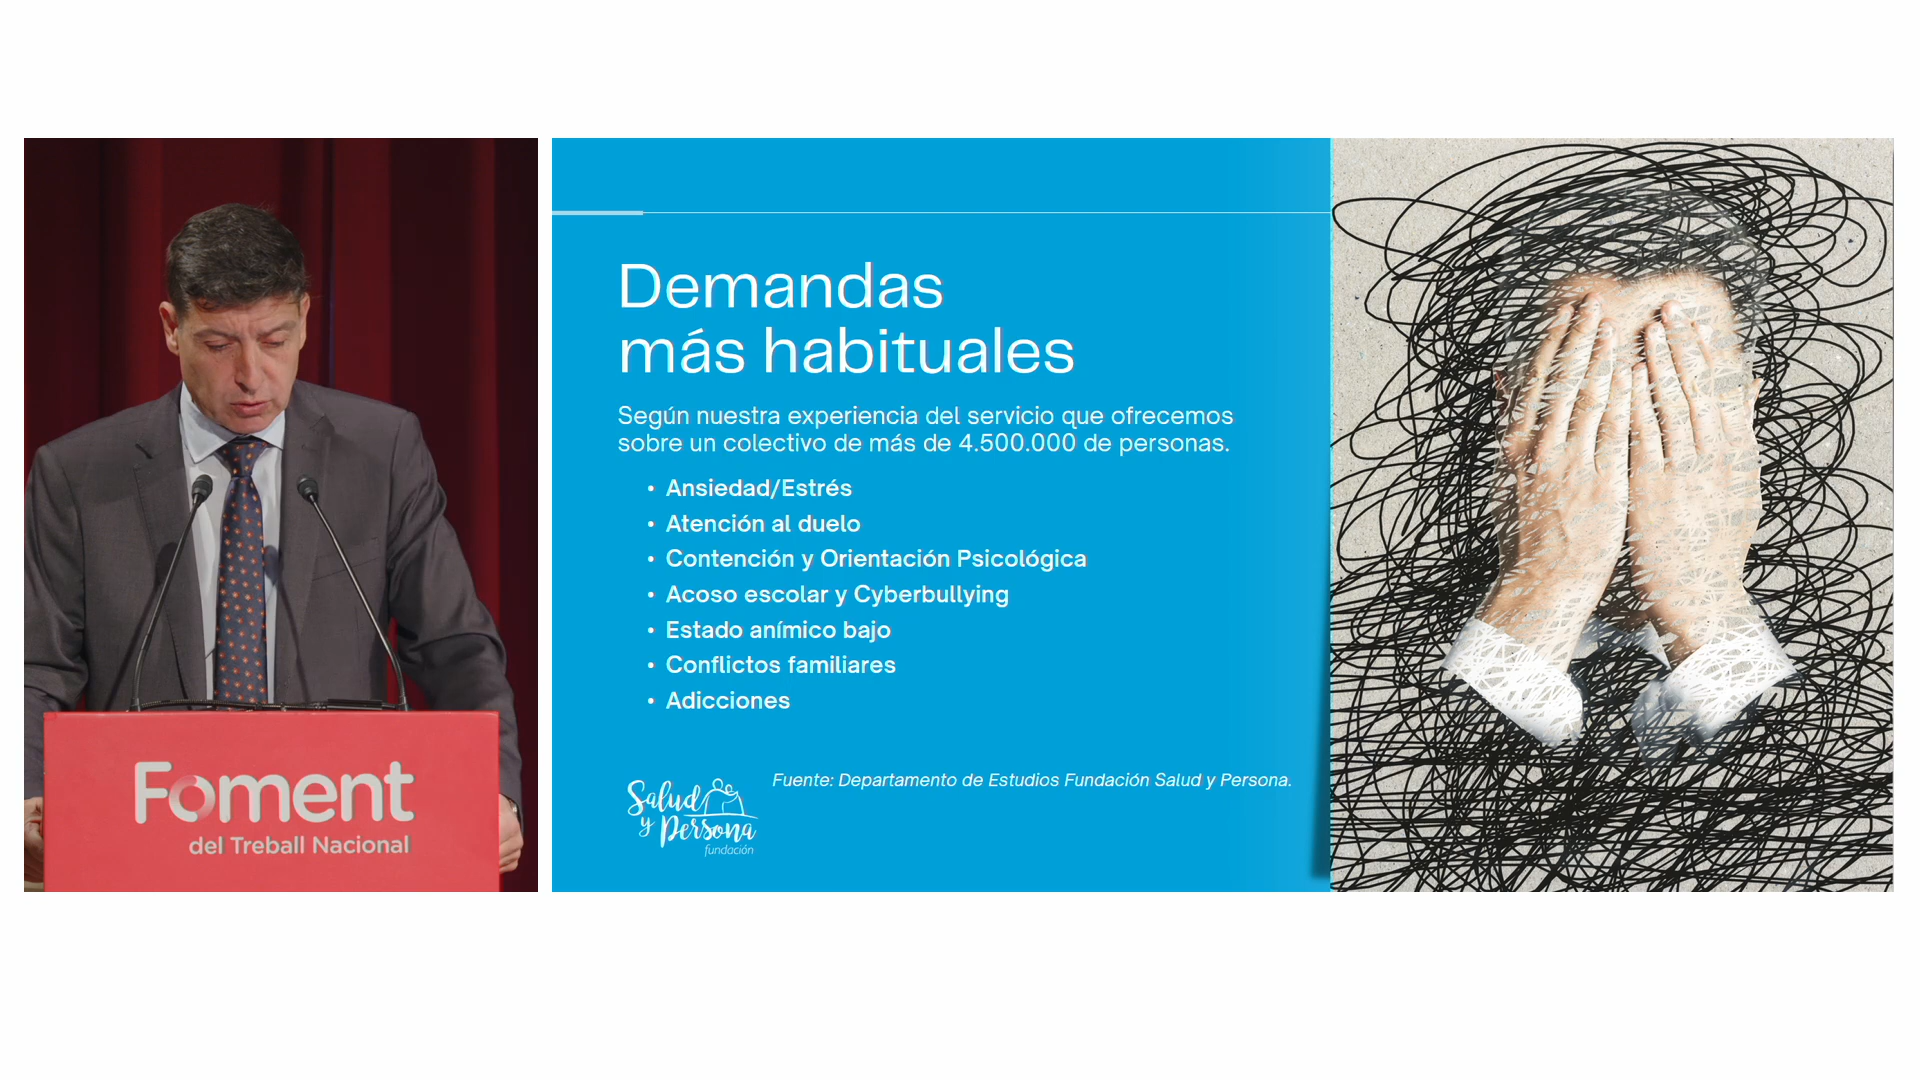 Foment
del Treball Nacional
Demandas
más habituales
Según nuestra experiencia del servicio que ofrecemos
sobre un colectivo de más de 4.500.000 de personas.
• Ansiedad/Estrés
• Atención al duelo
• Contención y Orientación Psicológica
• Acoso escolar y Cyberbullying
• Estado anímico bajo
• Conflictos familiares
• Adicciones
Fuente: Departamento de Estudios Fundación Salud y Persona.
Salud
y Persona
fundación